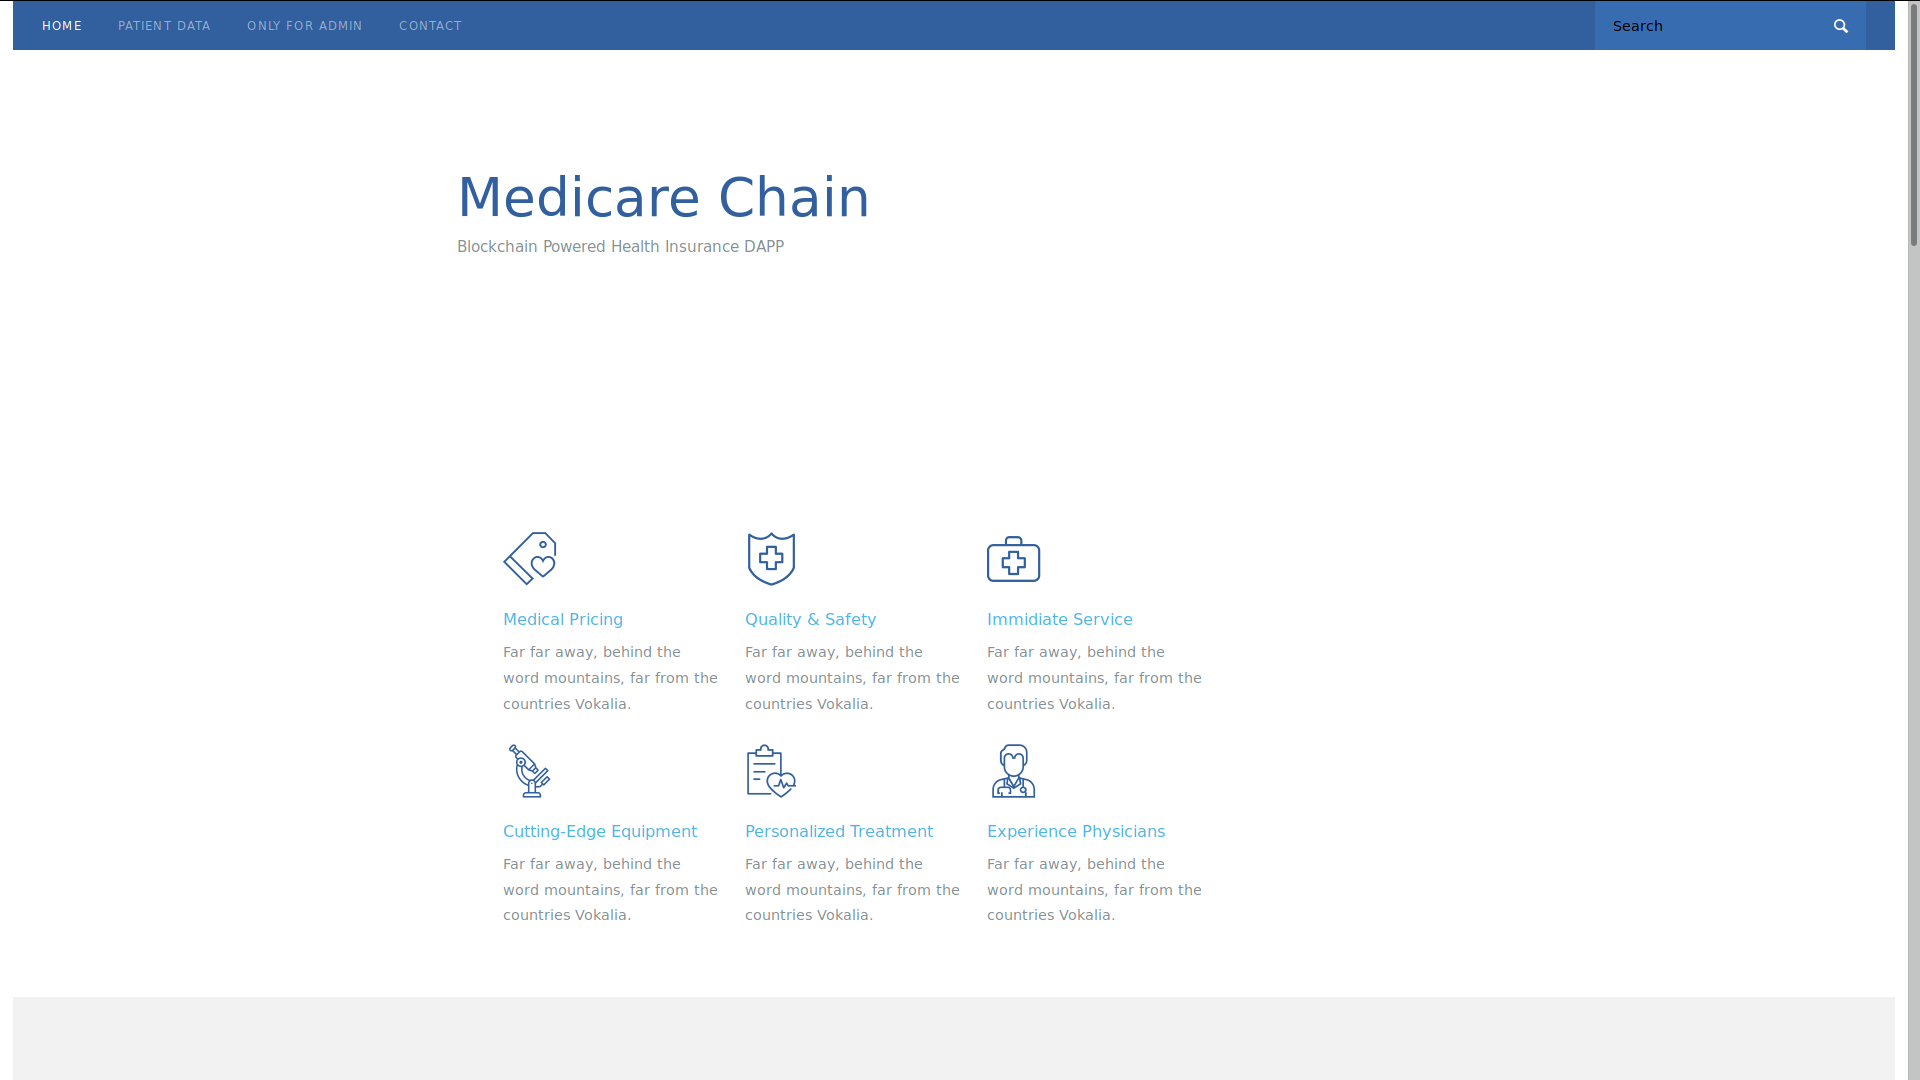 HOME PATIENT DATA ONLY FOR ADMIN CONTACT Search
Medicare Chain
Blockchain Powered Health Insurance DAPP
Medical Pricing
Far far away, behind the
word mountains, far from the
countries Vokalia.
Quality & Safety
Far far away, behind the
word mountains, far from the
countries Vokalia.
Immidiate Service
Far far away, behind the
word mountains, far from the
countries Vokalia.
Cutting-Edge Equipment
Far far away, behind the
word mountains, far from the
countries Vokalia.
Personalized Treatment
Far far away, behind the
word mountains, far from the
countries Vokalia.
Experience Physicians
Far far away, behind the
word mountains, far from the
countries Vokalia.